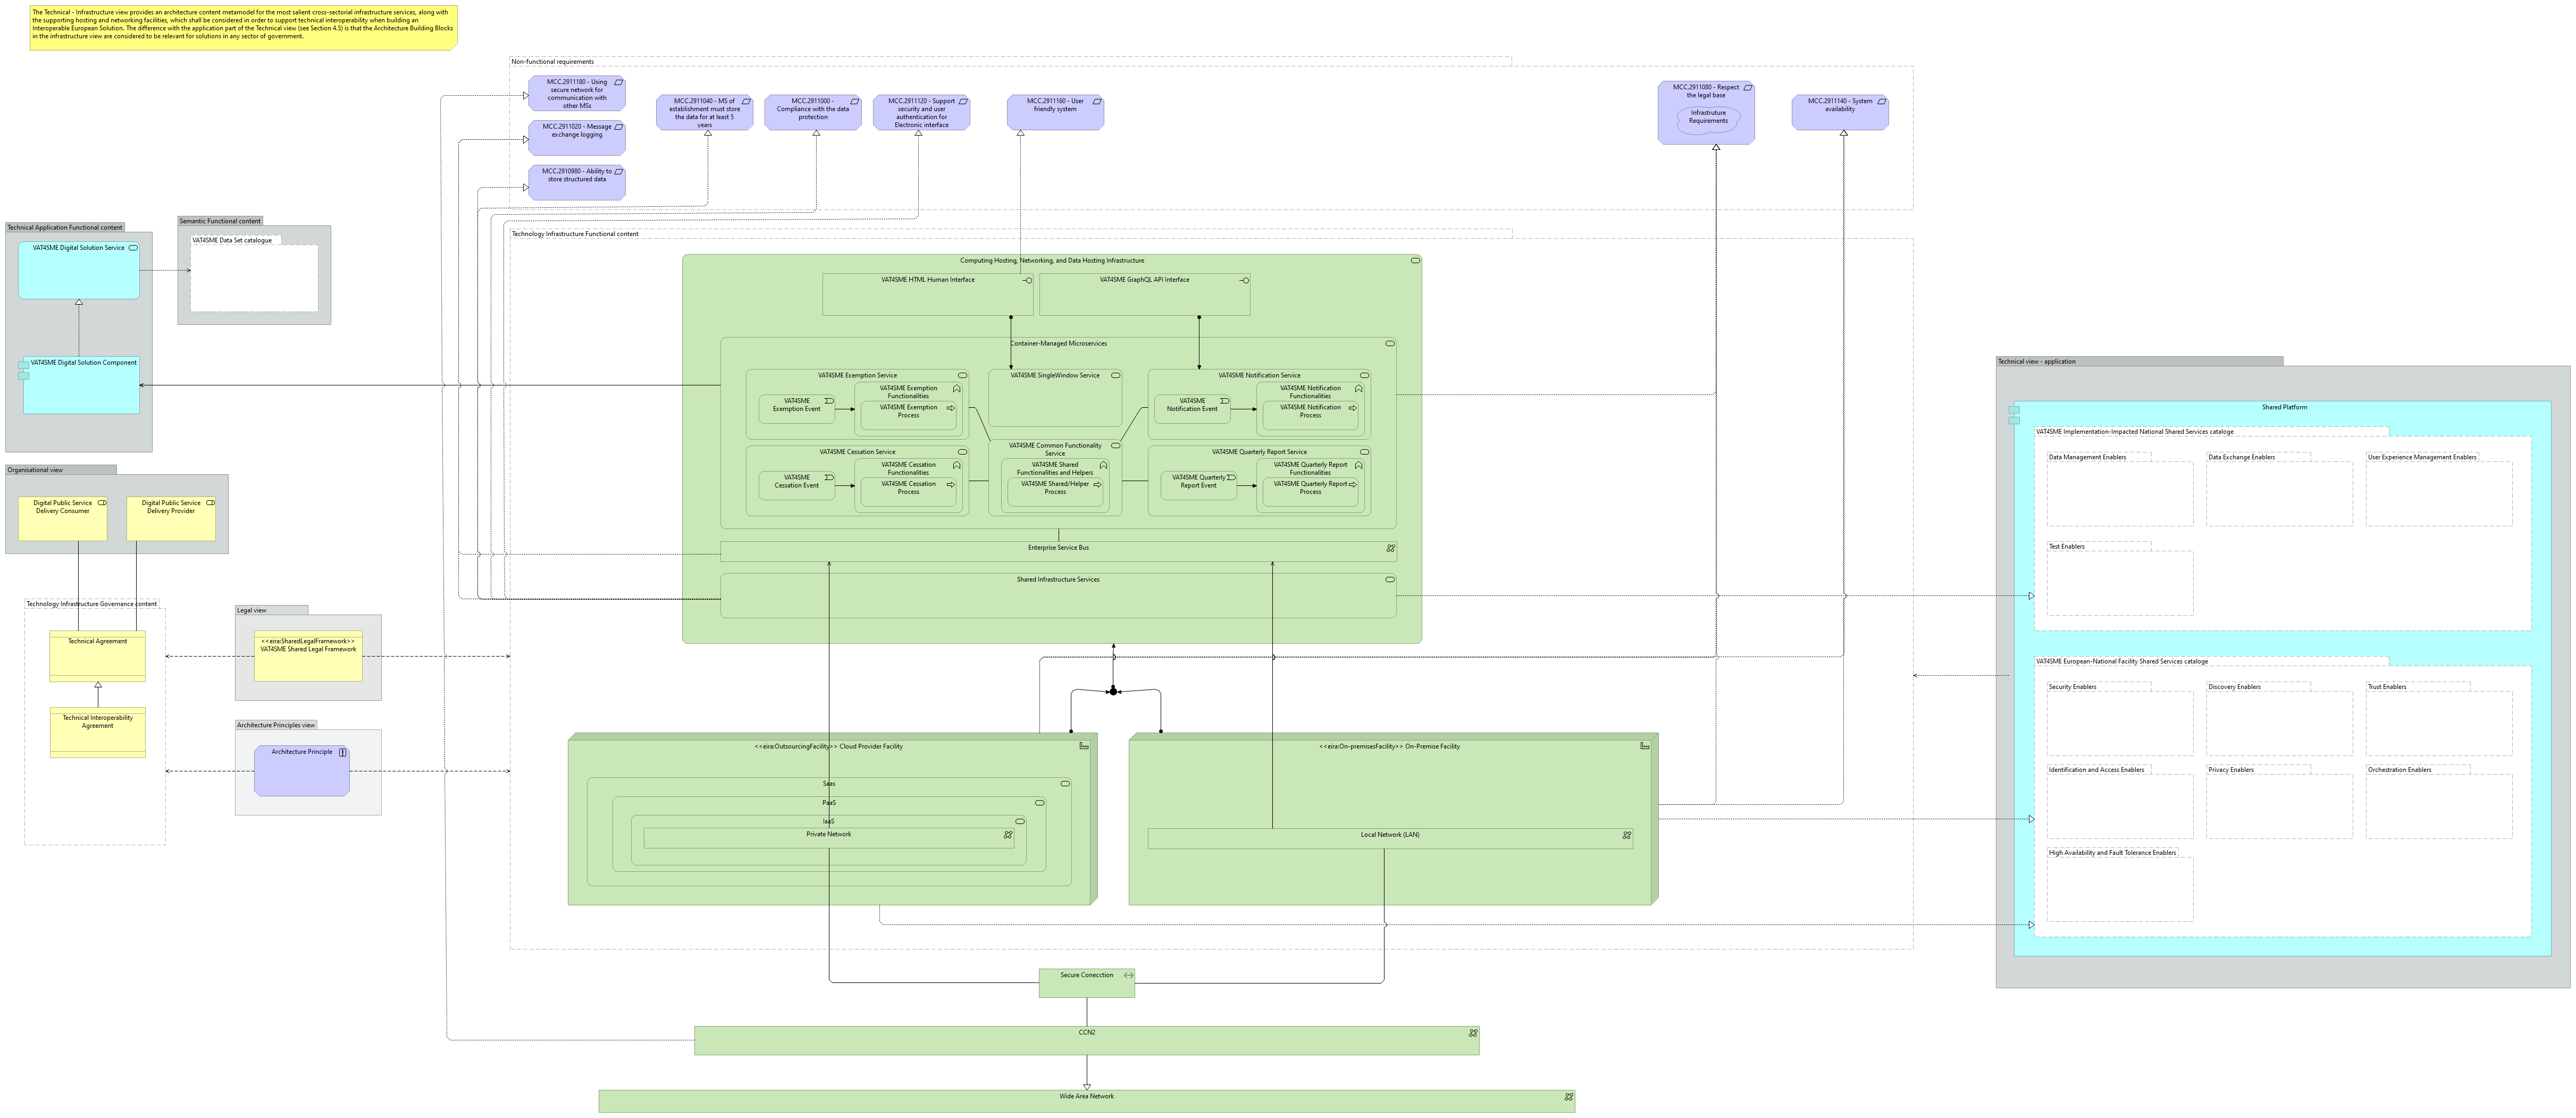 The Technical - Infrastructure view provides an architecture content metamodel for the most salient cross-sectorial infrastructure services, along with
the supporting hosting and networking facilities, which shall be considered in order to support technical interoperability when building an
Interoperable European Solution. The difference with the application part of the Technical view (see Section 4.5) is that the Architecture Building Blocks
in the infrastructure view are considered to be relevant for solutions in any sector of government.
Non-functional requirements
MCC.2911180 - Using
secure network for
communication with
other MSs
MCC.2911020 - Message
exchange logging
MCC.2910980 - Ability to
store structured data
MCC.2911040 - MS of
establishment must store
the data for at least 5
years
MCC.2911000 -
Compliance with the data
protection
MCC.2911120 - Support
security and user
authentication for
Electronic interface
MCC.2911160 - User
friendly system
MCC.2911080 - Respect
the legal base
Infrastruture
Requirements
MCC.2911140 - System
availability
Technical Application Functional content
VAT4SME Digital Solution Service
VAT4SME Digital Solution Component
Semantic Functional content
VAT4SME Data Set catalogue
Organisational view
Digital Public Service
Delivery Consumer
Digital Public Service
Delivery Provider
Technology Infrastructure Governance content
Technical Agreement
Technical Interoperability
Agreement
Legal view
<<eira:SharedLegalFramework>>
VAT4SME Shared Legal Framework
Architecture Principles view
Architecture Principle
Technology Infrastructure Functional content
Computing Hosting, Networking, and Data Hosting Infrastructure
VAT4SME HTML Human Interface
VAT4SME GraphQL API Interface
Container-Managed Microservices
VAT4SME Exemption Service
VAT4SME
Exemption Event
VAT4SME Exemption
Functionalities
VAT4SME Exemption
Process
VAT4SME SingleWindow Service
VAT4SME Notification Service
VAT4SME
Notification Event
VAT4SME Notification
Functionalities
VAT4SME Notification
Process
VAT4SME Cessation Service
VAT4SME
Cessation Event
VAT4SME Cessation
Functionalities
VAT4SME Cessation
Process
VAT4SME Common Functionality
Service
VAT4SME Shared
Functionalities and Helpers
VAT4SME Shared/Helper
Process
VAT4SME Quarterly Report Service
VAT4SME Quarterly
Report Event
VAT4SME Quarterly Report
Functionalities
VAT4SME Quarterly Report
Process
Enterprise Service Bus
Shared Infrastructure Services
<<eira:OutsourcingFacility>> Cloud Provider Facility
Saas
PaaS
IaaS
Private Network
<<eira:On-premisesFacility>> On-Premise Facility
Local Network (LAN)
Secure Conecction
CCN2
Wide Area Network
Technical view - application
Shared Platform
VAT4SME Implementation-Impacted National Shared Services cataloge
Data Management Enablers
Data Exchange Enablers
User Experience Management Enablers
Test Enablers
VAT4SME European-National Facility Shared Services cataloge
Security Enablers
Discovery Enablers
Trust Enablers
Identification and Access Enablers
Privacy Enablers
Orchestration Enablers
High Availability and Fault Tolerance Enablers